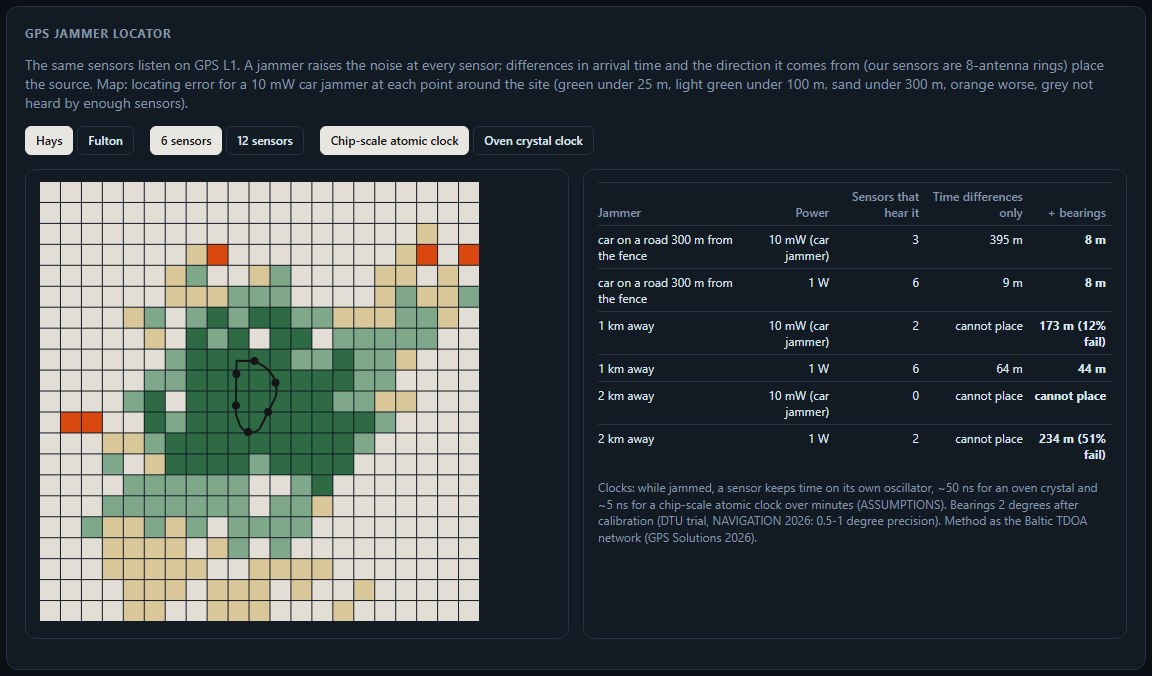 GPS JAMMER LOCATOR
The same sensors listen on GPS L1. A jammer raises the noise at every sensor; differences in arrival time and the direction it comes from (our sensors are 8-antenna rings) place
the source. Map: locating error for a 10 mW car jammer at each point around the site (green under 25 m, light green under 100 m, sand under 300 m, orange worse, grey not
heard by enough sensors).
Hays Fulton 6 sensors 12 sensors Chip-scale atomic clock Oven crystal clock
Jammer Power Sensors that hear it Time differences only + bearings
car on a road 300 m from the fence 10 mW (car jammer) 3 395 m 8 m
car on a road 300 m from the fence 1 W 6 9 m 8 m
1 km away 10 mW (car jammer) 2 cannot place 173 m (12% fail)
1 km away 1 W 6 64 m 44 m
2 km away 10 mW (car jammer) 0 cannot place cannot place
2 km away 1 W 2 cannot place 234 m (51% fail)
Clocks: while jammed, a sensor keeps time on its own oscillator, ~50 ns for an oven crystal and
~5 ns for a chip-scale atomic clock over minutes (ASSUMPTIONS). Bearings 2 degrees after
calibration (DTU trial, NAVIGATION 2026: 0.5-1 degree precision). Method as the Baltic TDOA
network (GPS Solutions 2026).